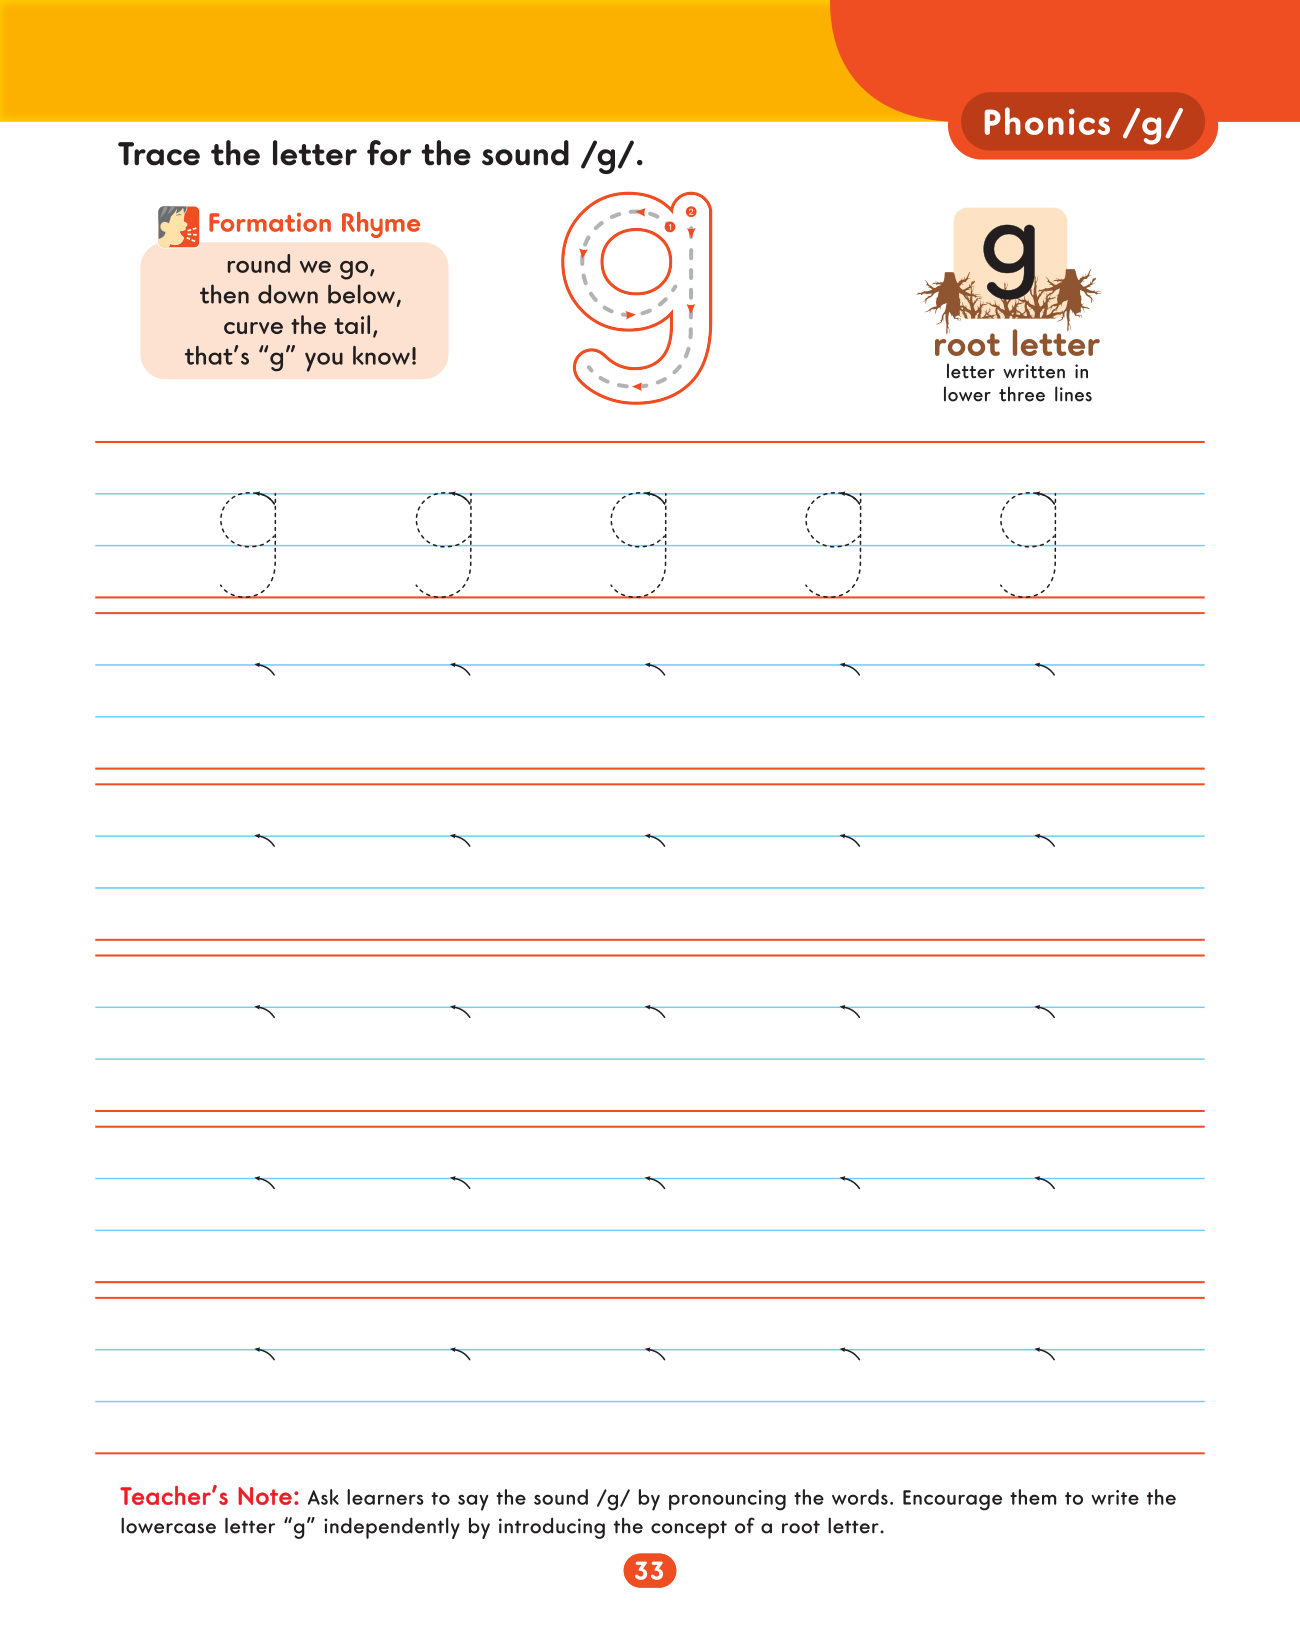 Phonics /g/
Trace the letter for the sound /g/.
Formation Rhyme
round we go,
then down below,
curve the tail,
that's “g” you know!
g
1
2
g
root letter
letter written in
lower three lines
g g g g g
Teacher's Note: Ask learners to say the sound /g/ by pronouncing the words. Encourage them to write the
lowercase letter “g” independently by introducing the concept of a root letter.
33